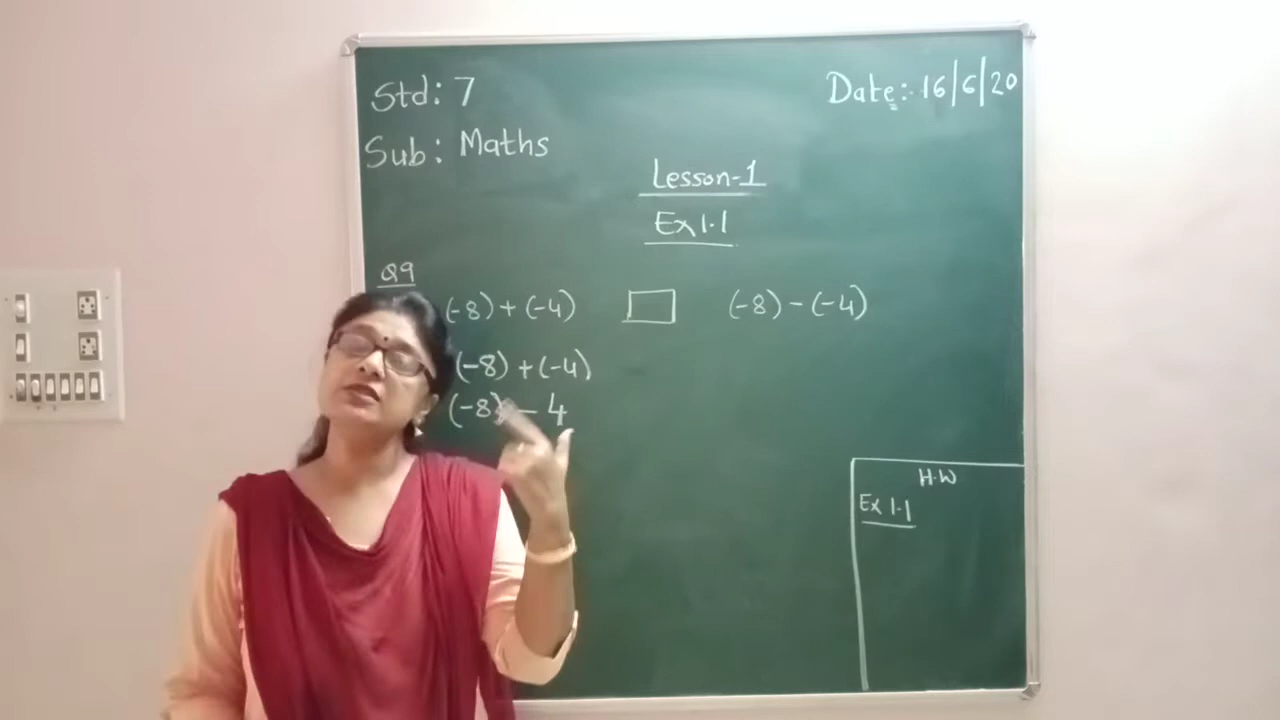 Std: 7
Date: 16/6/20
Sub: Maths
Lesson-1
Ex 1.1
Q9
(-8) + (-4) □ (-8) - (-4)
(-8) + (-4)
(-8) - 4
H.W
Ex 1.1